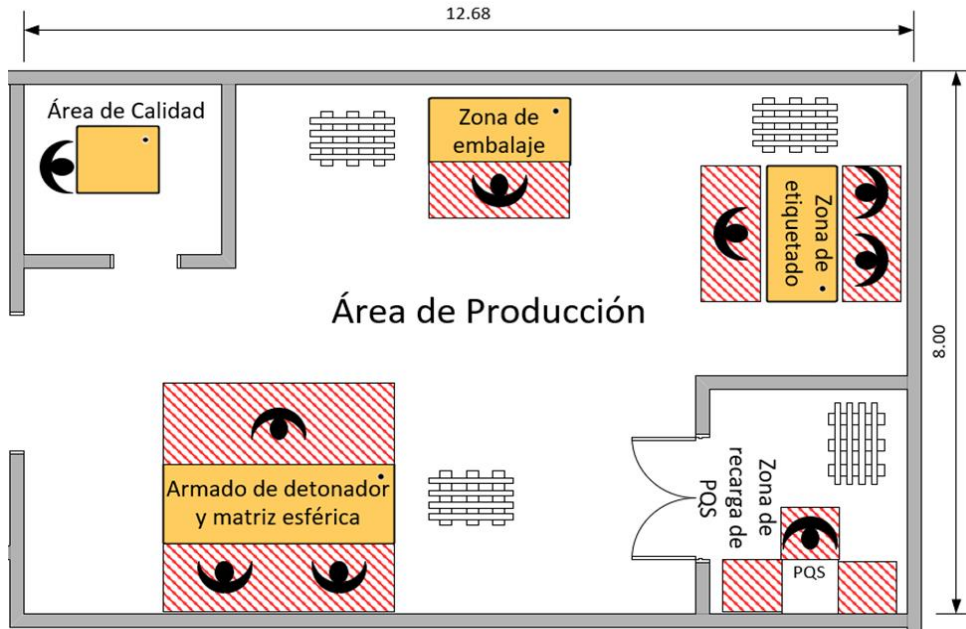 12.68
Área de Calidad
Zona de
embalaje
Zona de
etiquetado
Área de Producción
8.00
Armado de detonador
y matriz esférica
Zona de
recarga de
PQS
PQS